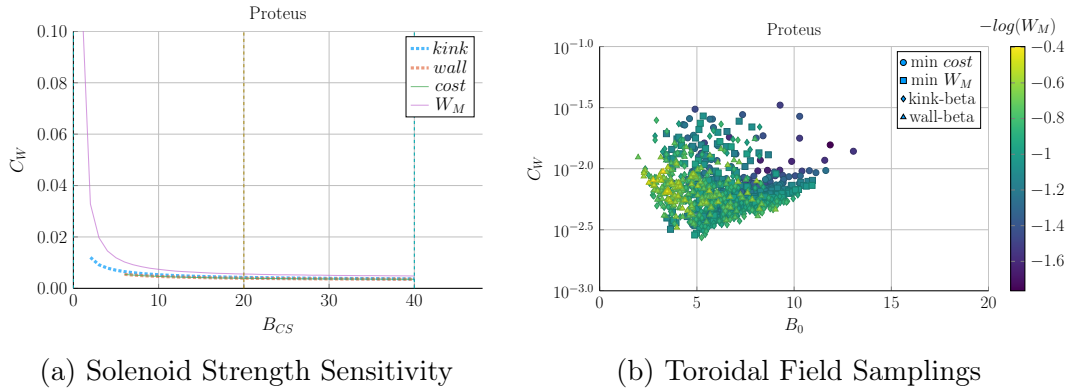 Proteus
0.10
0.08
0.06
0.04
0.02
0.00
C_W
kink
wall
cost
W_M
0 10 20 30 40
B_{CS}
(a) Solenoid Strength Sensitivity
Proteus
10^{-1.0}
10^{-1.5}
10^{-2.0}
10^{-2.5}
10^{-3.0}
C_W
min cost
min W_M
kink-beta
wall-beta
0 5 10 15 20
B_0
-log(W_M)
-0.4
-0.6
-0.8
-1
-1.2
-1.4
-1.6
(b) Toroidal Field Samplings